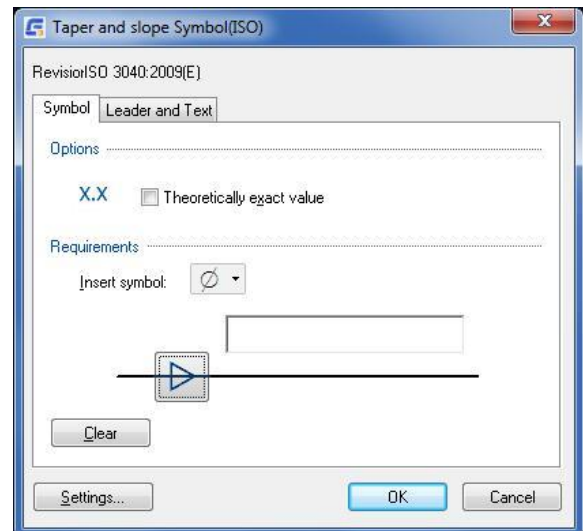 Taper and slope Symbol(ISO)
RevisiorISO 3040:2009(E)
Symbol Leader and Text
Options
X.X Theoretically exact value
Requirements
Insert symbol: Ø
Clear
Settings... OK Cancel